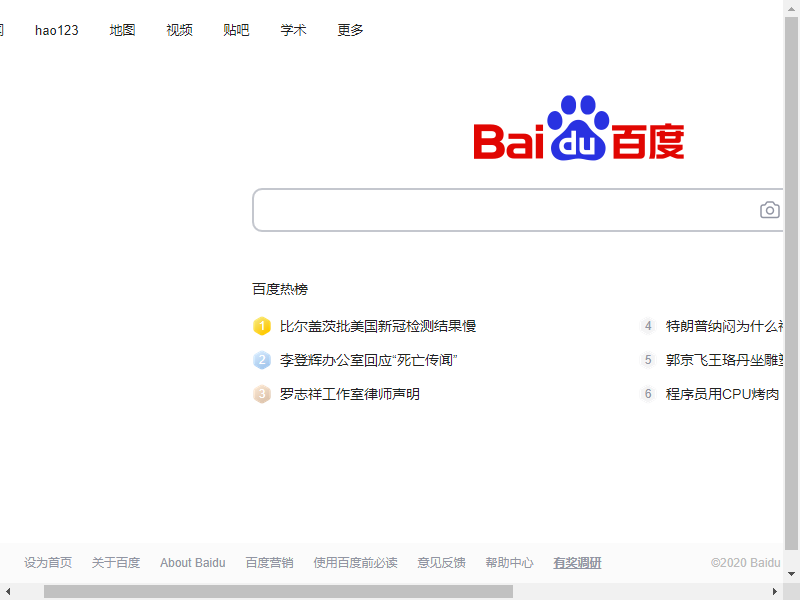 hao123 地图 视频 贴吧 学术 更多
Bai du 百度
百度热榜
1 比尔盖茨批美国新冠检测结果慢
4 特朗普纳闷为什么
2 李登辉办公室回应“死亡传闻”
5 郭京飞王珞丹坐雕
3 罗志祥工作室律师声明
6 程序员用CPU烤肉
设为首页 关于百度 About Baidu 百度营销 使用百度前必读 意见反馈 帮助中心 有奖调研 ©2020 Baidu